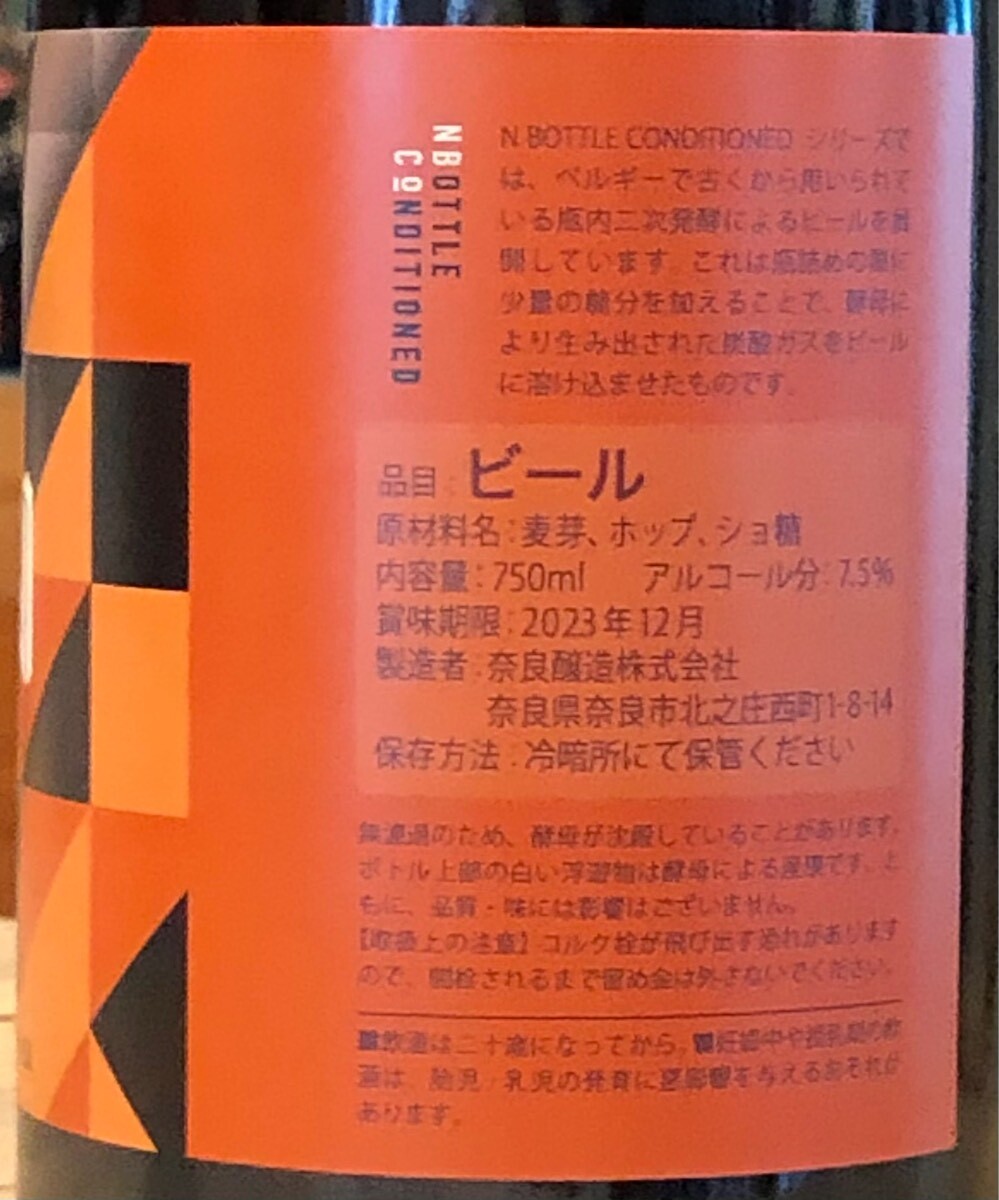 N BOTTLE
CONDITIONED
N BOTTLE CONDITIONED シリーズで
は、ベルギーで古くから用いられて
いる瓶内二次発酵によるビールを展
開しています。これは瓶詰めの際に
少量の糖分を加えることで、酵母に
より生み出された炭酸ガスをビール
に溶け込ませたものです。
品目:ビール
原材料名:麦芽、ホップ、ショ糖
内容量:750ml アルコール分:7.5%
賞味期限:2023年12月
製造者:奈良醸造株式会社
奈良県奈良市北之庄西町1-8-14
保存方法:冷暗所にて保管ください
無濾過のため、酵母が沈殿していることがあります。
ボトル上部の白い浮遊物は酵母による産膜です。と
もに、品質・味には影響はございません。
【取扱上の注意】コルク栓が飛び出す恐れがあります
ので、開栓されるまで留め金は外さないでください。
■飲酒は二十歳になってから。■妊娠中や授乳期の飲
酒は、胎児・乳児の発育に悪影響を与えるおそれが
あります。